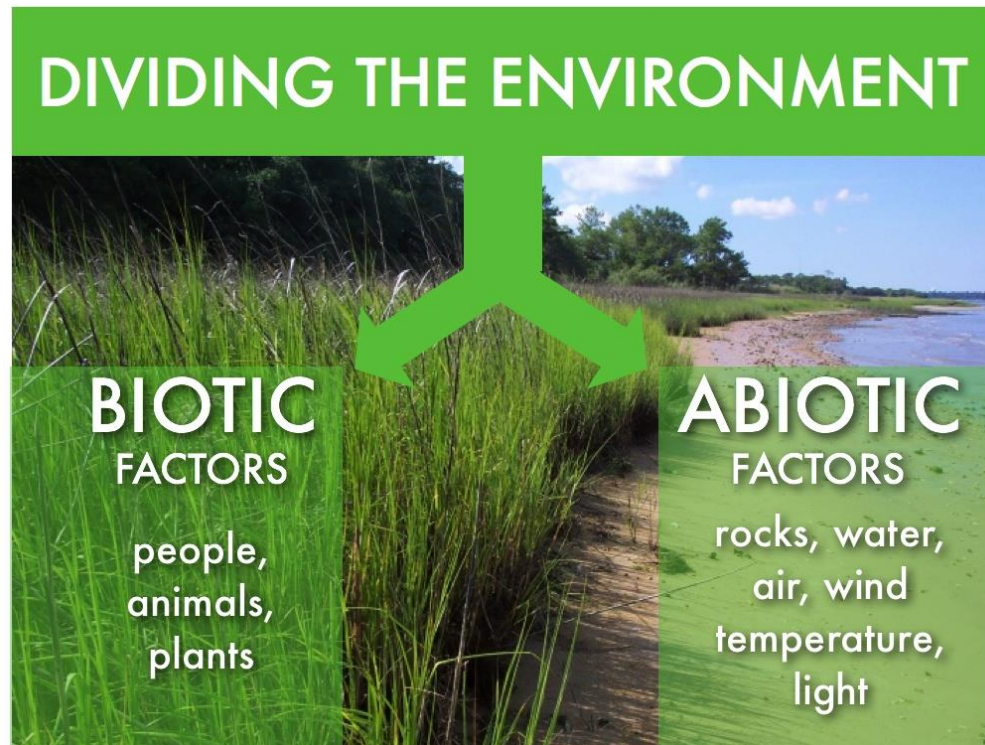 DIVIDING THE ENVIRONMENT
BIOTIC
FACTORS
people,
animals,
plants
ABIOTIC
FACTORS
rocks, water,
air, wind
temperature,
light